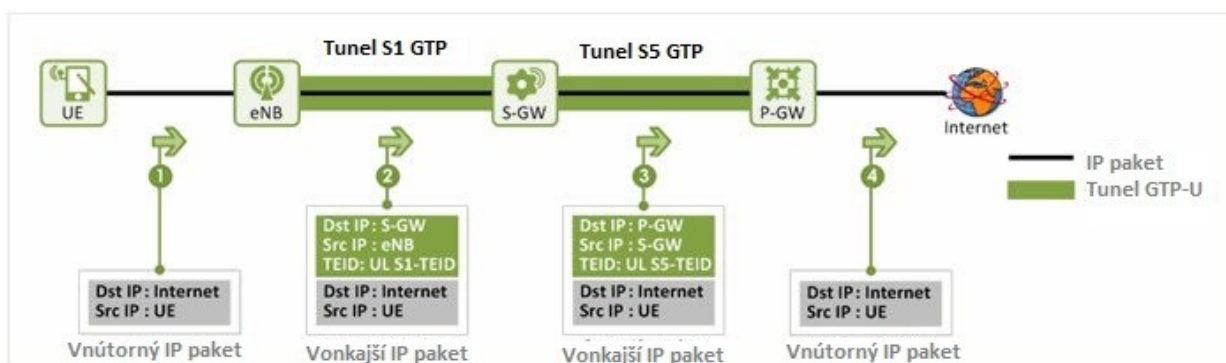 Tunel S1 GTP
Tunel S5 GTP
UE
eNB
S-GW
P-GW
Internet
IP paket
Tunel GTP-U
1
2
3
4
Dst IP : Internet
Src IP : UE
Vnútorný IP paket
Dst IP : S-GW
Src IP : eNB
TEID: UL S1-TEID
Dst IP : Internet
Src IP : UE
Vonkajší IP paket
Dst IP : P-GW
Src IP : S-GW
TEID: UL S5-TEID
Dst IP : Internet
Src IP : UE
Vonkajší IP paket
Dst IP : Internet
Src IP : UE
Vnútorný IP paket